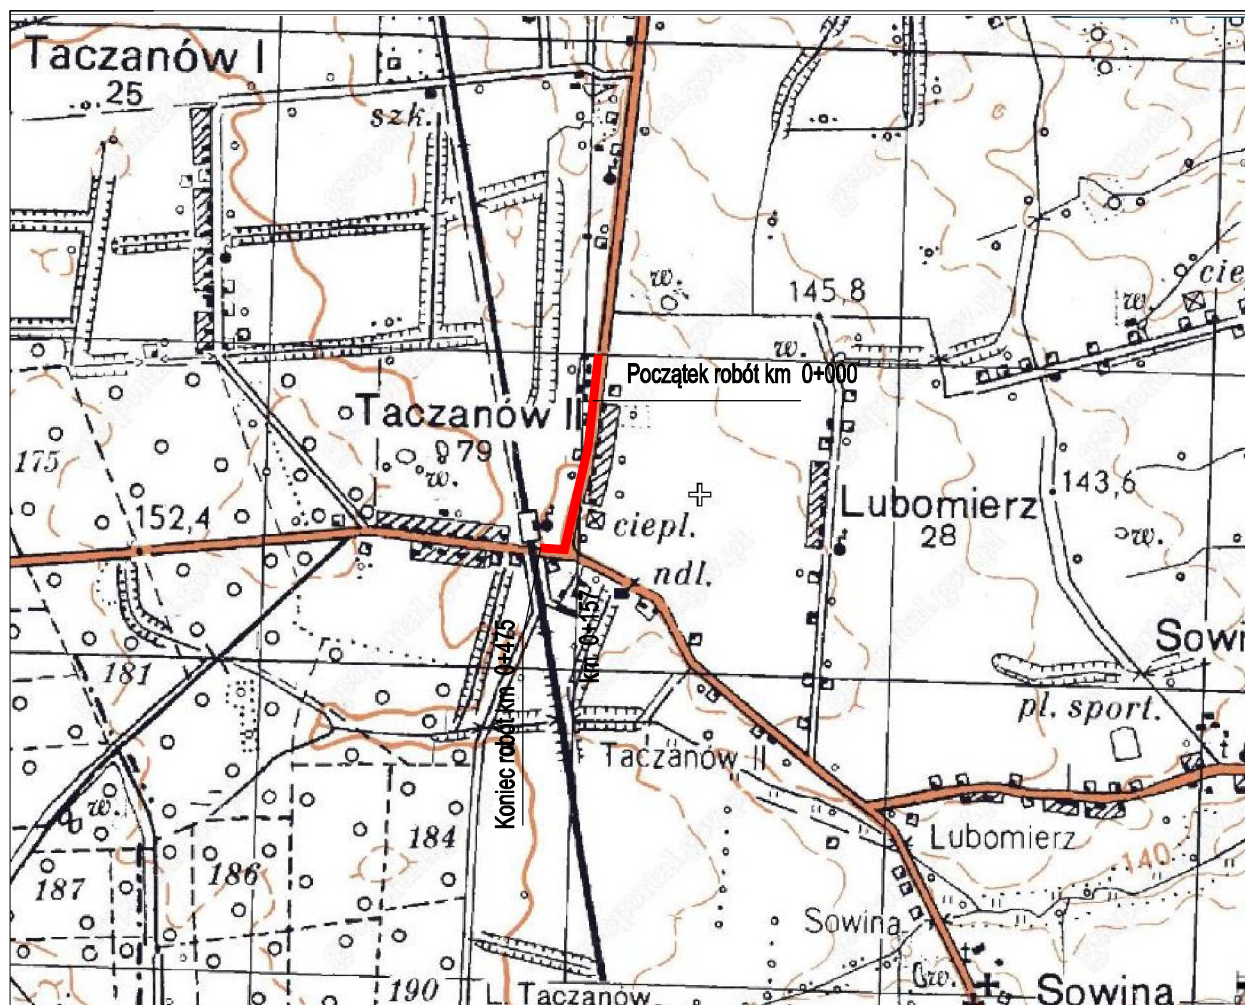 Taczanów I
25
szk.
w.
145,8
cie
w
w.
Początek robót km 0+000
Taczanów II
79
w.
175
152,4
ciepl.
ndl.
Lubomierz
28
143,6
w.
Koniec robót km 0+475
km 0+157
181
Sowi
pl. sport.
Taczanów II
w.
184
Lubomierz
140
187
186
Sowina
w.
190
L. Taczanów
Sowina